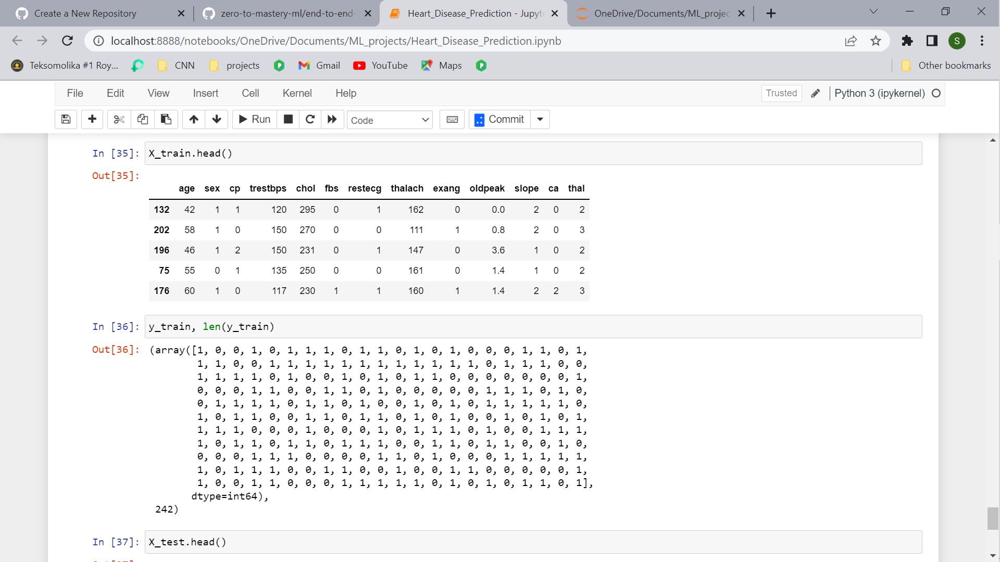 Create a New Repository
zero-to-mastery-ml/end-to-end-
Heart_Disease_Prediction - Jupyte
OneDrive/Documents/ML_projec
localhost:8888/notebooks/OneDrive/Documents/ML_projects/Heart_Disease_Prediction.ipynb
S
Teksomolika #1 Roy... CNN projects Gmail YouTube Maps Other bookmarks
File Edit View Insert Cell Kernel Help Trusted Python 3 (ipykernel)
Run Code Commit
In [35]: X_train.head()
Out[35]:
age sex cp trestbps chol fbs restecg thalach exang oldpeak slope ca thal
132 42 1 1 120 295 0 1 162 0 0.0 2 0 2
202 58 1 0 150 270 0 0 111 1 0.8 2 0 3
196 46 1 2 150 231 0 1 147 0 3.6 1 0 2
75 55 0 1 135 250 0 0 161 0 1.4 1 0 2
176 60 1 0 117 230 1 1 160 1 1.4 2 2 3
In [36]: y_train, len(y_train)
Out[36]: (array([1, 0, 0, 1, 0, 1, 1, 1, 0, 1, 1, 0, 1, 0, 1, 0, 0, 0, 1, 1, 0, 1,
1, 1, 0, 0, 1, 1, 1, 1, 1, 1, 1, 1, 1, 1, 1, 1, 0, 1, 1, 1, 0, 0,
1, 1, 1, 1, 0, 1, 0, 0, 1, 0, 1, 0, 1, 1, 0, 0, 0, 0, 0, 0, 0, 1,
0, 0, 0, 1, 1, 0, 0, 1, 1, 0, 1, 0, 0, 0, 0, 0, 1, 1, 1, 0, 1, 0,
0, 1, 1, 1, 1, 0, 1, 1, 0, 1, 0, 0, 1, 0, 1, 0, 1, 1, 1, 1, 1, 0,
1, 0, 1, 1, 0, 0, 1, 1, 0, 1, 1, 0, 1, 0, 1, 0, 0, 1, 0, 1, 0, 1,
1, 1, 1, 0, 0, 0, 1, 0, 0, 0, 1, 0, 1, 1, 1, 0, 1, 0, 0, 1, 1, 1,
1, 0, 1, 1, 0, 1, 1, 0, 1, 1, 1, 0, 0, 1, 1, 0, 1, 1, 0, 0, 1, 0,
0, 0, 0, 1, 1, 1, 0, 0, 0, 0, 1, 1, 0, 1, 0, 0, 0, 1, 1, 1, 1, 1,
1, 0, 1, 1, 1, 0, 0, 1, 1, 0, 0, 1, 0, 0, 1, 1, 0, 0, 0, 0, 0, 1,
1, 0, 0, 1, 1, 0, 0, 0, 1, 1, 1, 1, 1, 0, 1, 0, 1, 0, 1, 1, 0, 1],
dtype=int64),
242)
In [37]: X_test.head()